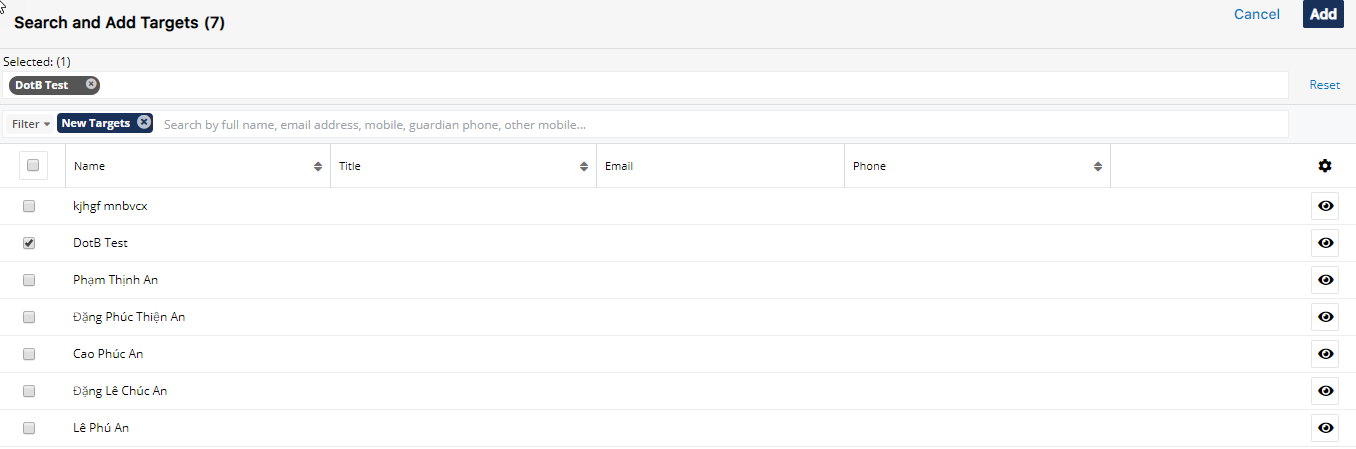 Search and Add Targets (7)
Cancel Add
Selected: (1)
DotB Test
Reset
Filter New Targets Search by full name, email address, mobile, guardian phone, other mobile...
Name Title Email Phone
kjhgf mnbvcx
DotB Test
Phạm Thịnh An
Đặng Phúc Thiện An
Cao Phúc An
Đặng Lê Chúc An
Lê Phú An